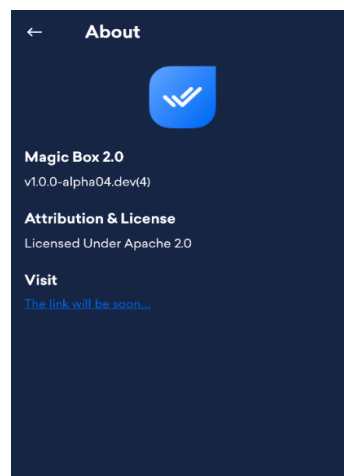 ← About
Magic Box 2.0
v1.0.0-alpha04.dev(4)
Attribution & License
Licensed Under Apache 2.0
Visit
The link will be soon...